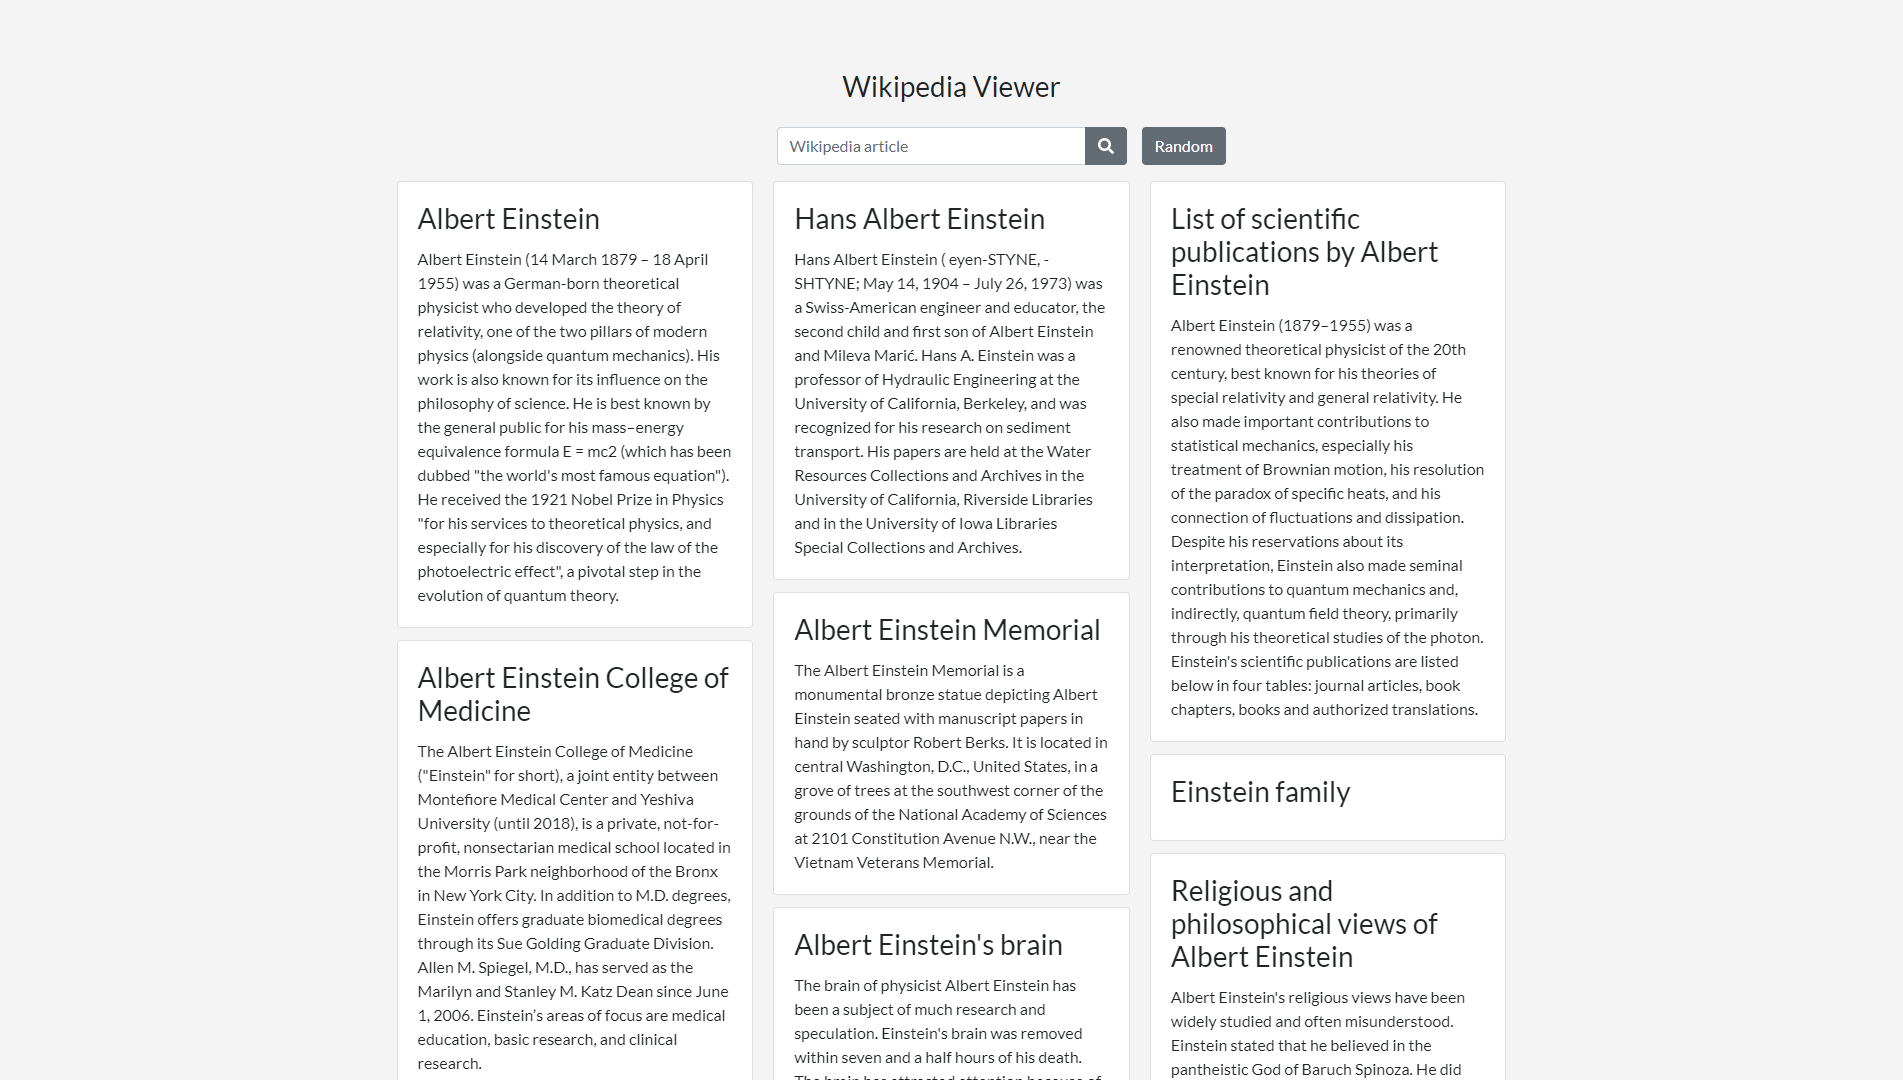 Wikipedia Viewer
Wikipedia article
Random
Albert Einstein
Albert Einstein (14 March 1879 – 18 April
1955) was a German-born theoretical
physicist who developed the theory of
relativity, one of the two pillars of modern
physics (alongside quantum mechanics). His
work is also known for its influence on the
philosophy of science. He is best known by
the general public for his mass–energy
equivalence formula E = mc2 (which has been
dubbed "the world's most famous equation").
He received the 1921 Nobel Prize in Physics
"for his services to theoretical physics, and
especially for his discovery of the law of the
photoelectric effect", a pivotal step in the
evolution of quantum theory.
Albert Einstein College of
Medicine
The Albert Einstein College of Medicine
("Einstein" for short), a joint entity between
Montefiore Medical Center and Yeshiva
University (until 2018), is a private, not-for-
profit, nonsectarian medical school located in
the Morris Park neighborhood of the Bronx
in New York City. In addition to M.D. degrees,
Einstein offers graduate biomedical degrees
through its Sue Golding Graduate Division.
Allen M. Spiegel, M.D., has served as the
Marilyn and Stanley M. Katz Dean since June
1, 2006. Einstein’s areas of focus are medical
education, basic research, and clinical
research.
Hans Albert Einstein
Hans Albert Einstein ( eyen-STYNE, -
SHTYNE; May 14, 1904 – July 26, 1973) was
a Swiss-American engineer and educator, the
second child and first son of Albert Einstein
and Mileva Marić. Hans A. Einstein was a
professor of Hydraulic Engineering at the
University of California, Berkeley, and was
recognized for his research on sediment
transport. His papers are held at the Water
Resources Collections and Archives in the
University of California, Riverside Libraries
and in the University of Iowa Libraries
Special Collections and Archives.
Albert Einstein Memorial
The Albert Einstein Memorial is a
monumental bronze statue depicting Albert
Einstein seated with manuscript papers in
hand by sculptor Robert Berks. It is located in
central Washington, D.C., United States, in a
grove of trees at the southwest corner of the
grounds of the National Academy of Sciences
at 2101 Constitution Avenue N.W., near the
Vietnam Veterans Memorial.
Albert Einstein's brain
The brain of physicist Albert Einstein has
been a subject of much research and
speculation. Einstein's brain was removed
within seven and a half hours of his death.
The brain has attracted attention because of
List of scientific
publications by Albert
Einstein
Albert Einstein (1879–1955) was a
renowned theoretical physicist of the 20th
century, best known for his theories of
special relativity and general relativity. He
also made important contributions to
statistical mechanics, especially his
treatment of Brownian motion, his resolution
of the paradox of specific heats, and his
connection of fluctuations and dissipation.
Despite his reservations about its
interpretation, Einstein also made seminal
contributions to quantum mechanics and,
indirectly, quantum field theory, primarily
through his theoretical studies of the photon.
Einstein's scientific publications are listed
below in four tables: journal articles, book
chapters, books and authorized translations.
Einstein family
Religious and
philosophical views of
Albert Einstein
Albert Einstein's religious views have been
widely studied and often misunderstood.
Einstein stated that he believed in the
pantheistic God of Baruch Spinoza. He did